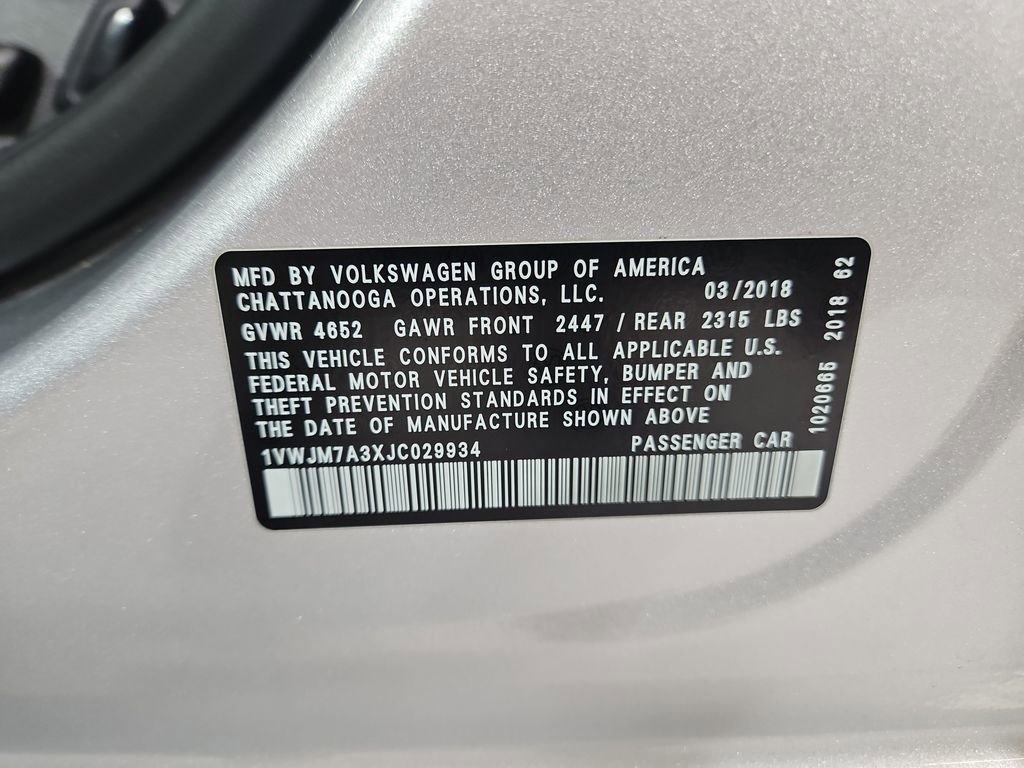 MFD BY VOLKSWAGEN GROUP OF AMERICA
CHATTANOOGA OPERATIONS, LLC. 03/2018
GVWR 4652 GAWR FRONT 2447 / REAR 2315 LBS
THIS VEHICLE CONFORMS TO ALL APPLICABLE U.S.
FEDERAL MOTOR VEHICLE SAFETY, BUMPER AND
THEFT PREVENTION STANDARDS IN EFFECT ON
THE DATE OF MANUFACTURE SHOWN ABOVE
1VWJM7A3XJC029934 PASSENGER CAR
1020665 2018 62